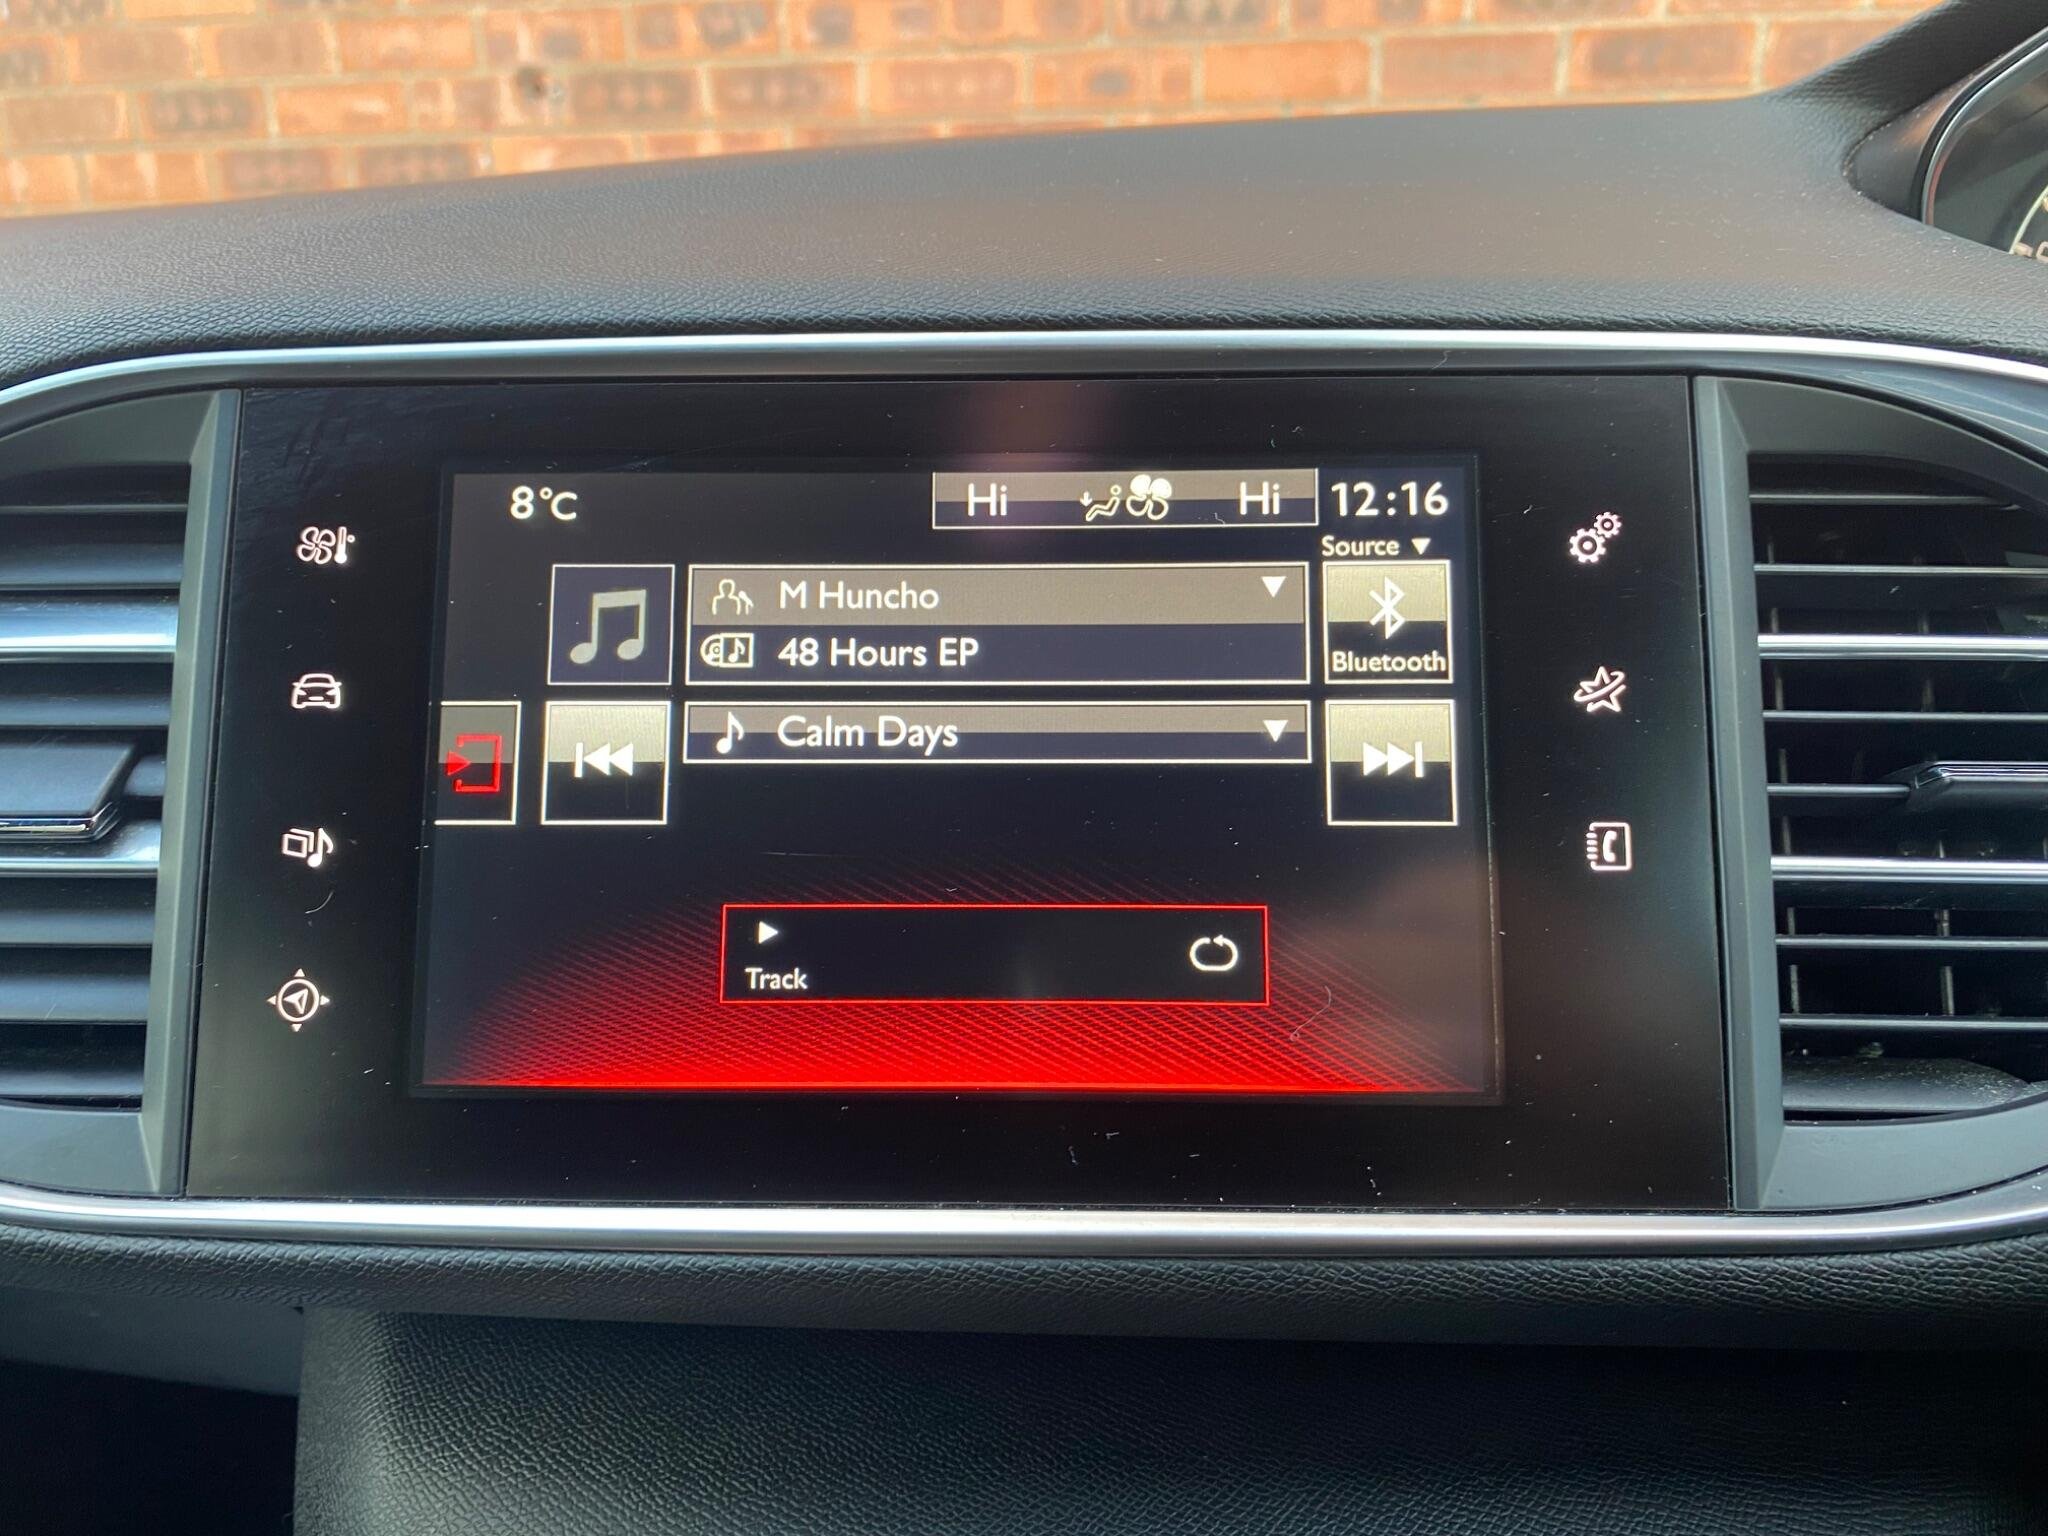 8°C
Hi Hi 12:16
Source
M Huncho
48 Hours EP
Bluetooth
Calm Days
Track